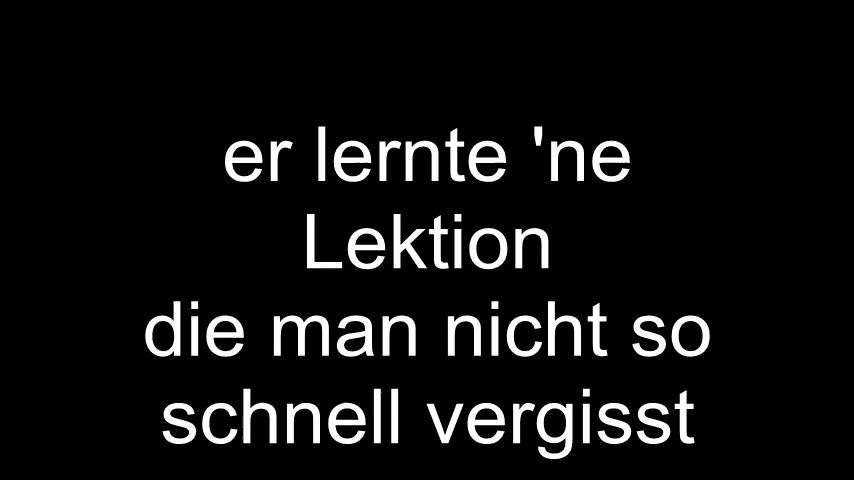 er lernte 'ne
Lektion
die man nicht so
schnell vergisst